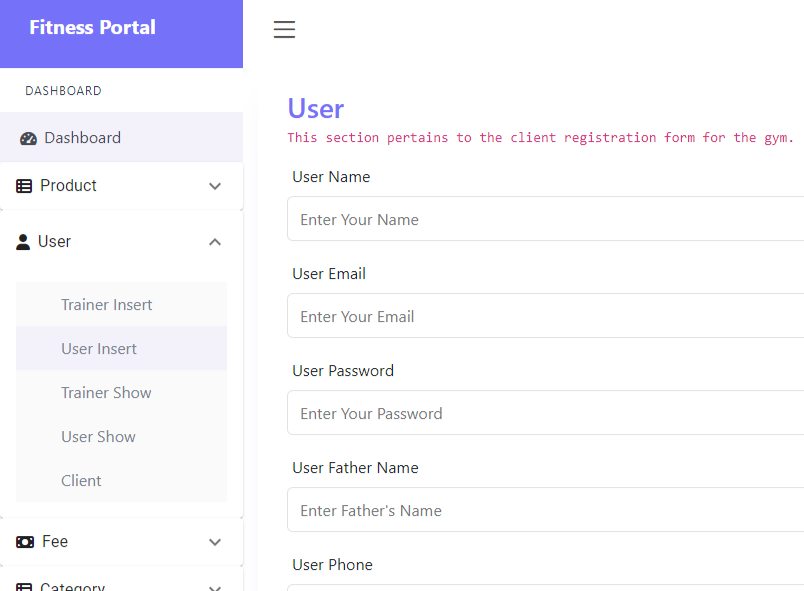 Fitness Portal
DASHBOARD
Dashboard
Product
User
Trainer Insert
User Insert
Trainer Show
User Show
Client
Fee
Category
User
This section pertains to the client registration form for the gym.
User Name
Enter Your Name
User Email
Enter Your Email
User Password
Enter Your Password
User Father Name
Enter Father's Name
User Phone